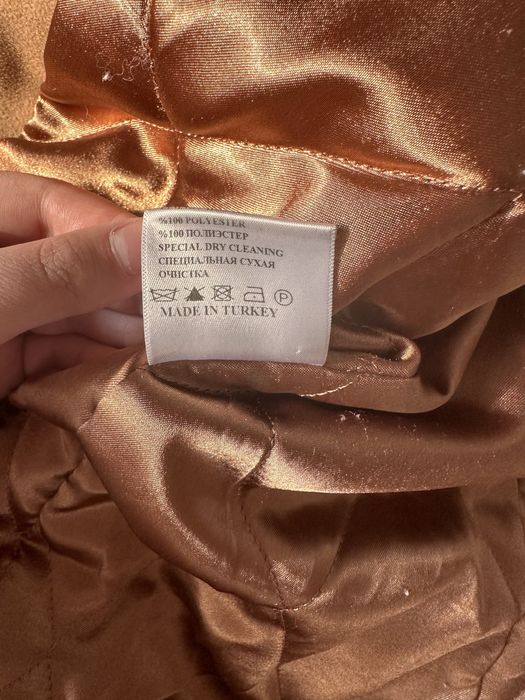 %100 POLYESTER
%100 ПОЛИЭСТЕР
SPECIAL DRY CLEANING
СПЕЦИАЛЬНАЯ СУХАЯ
ОЧИСТКА
P
MADE IN TURKEY